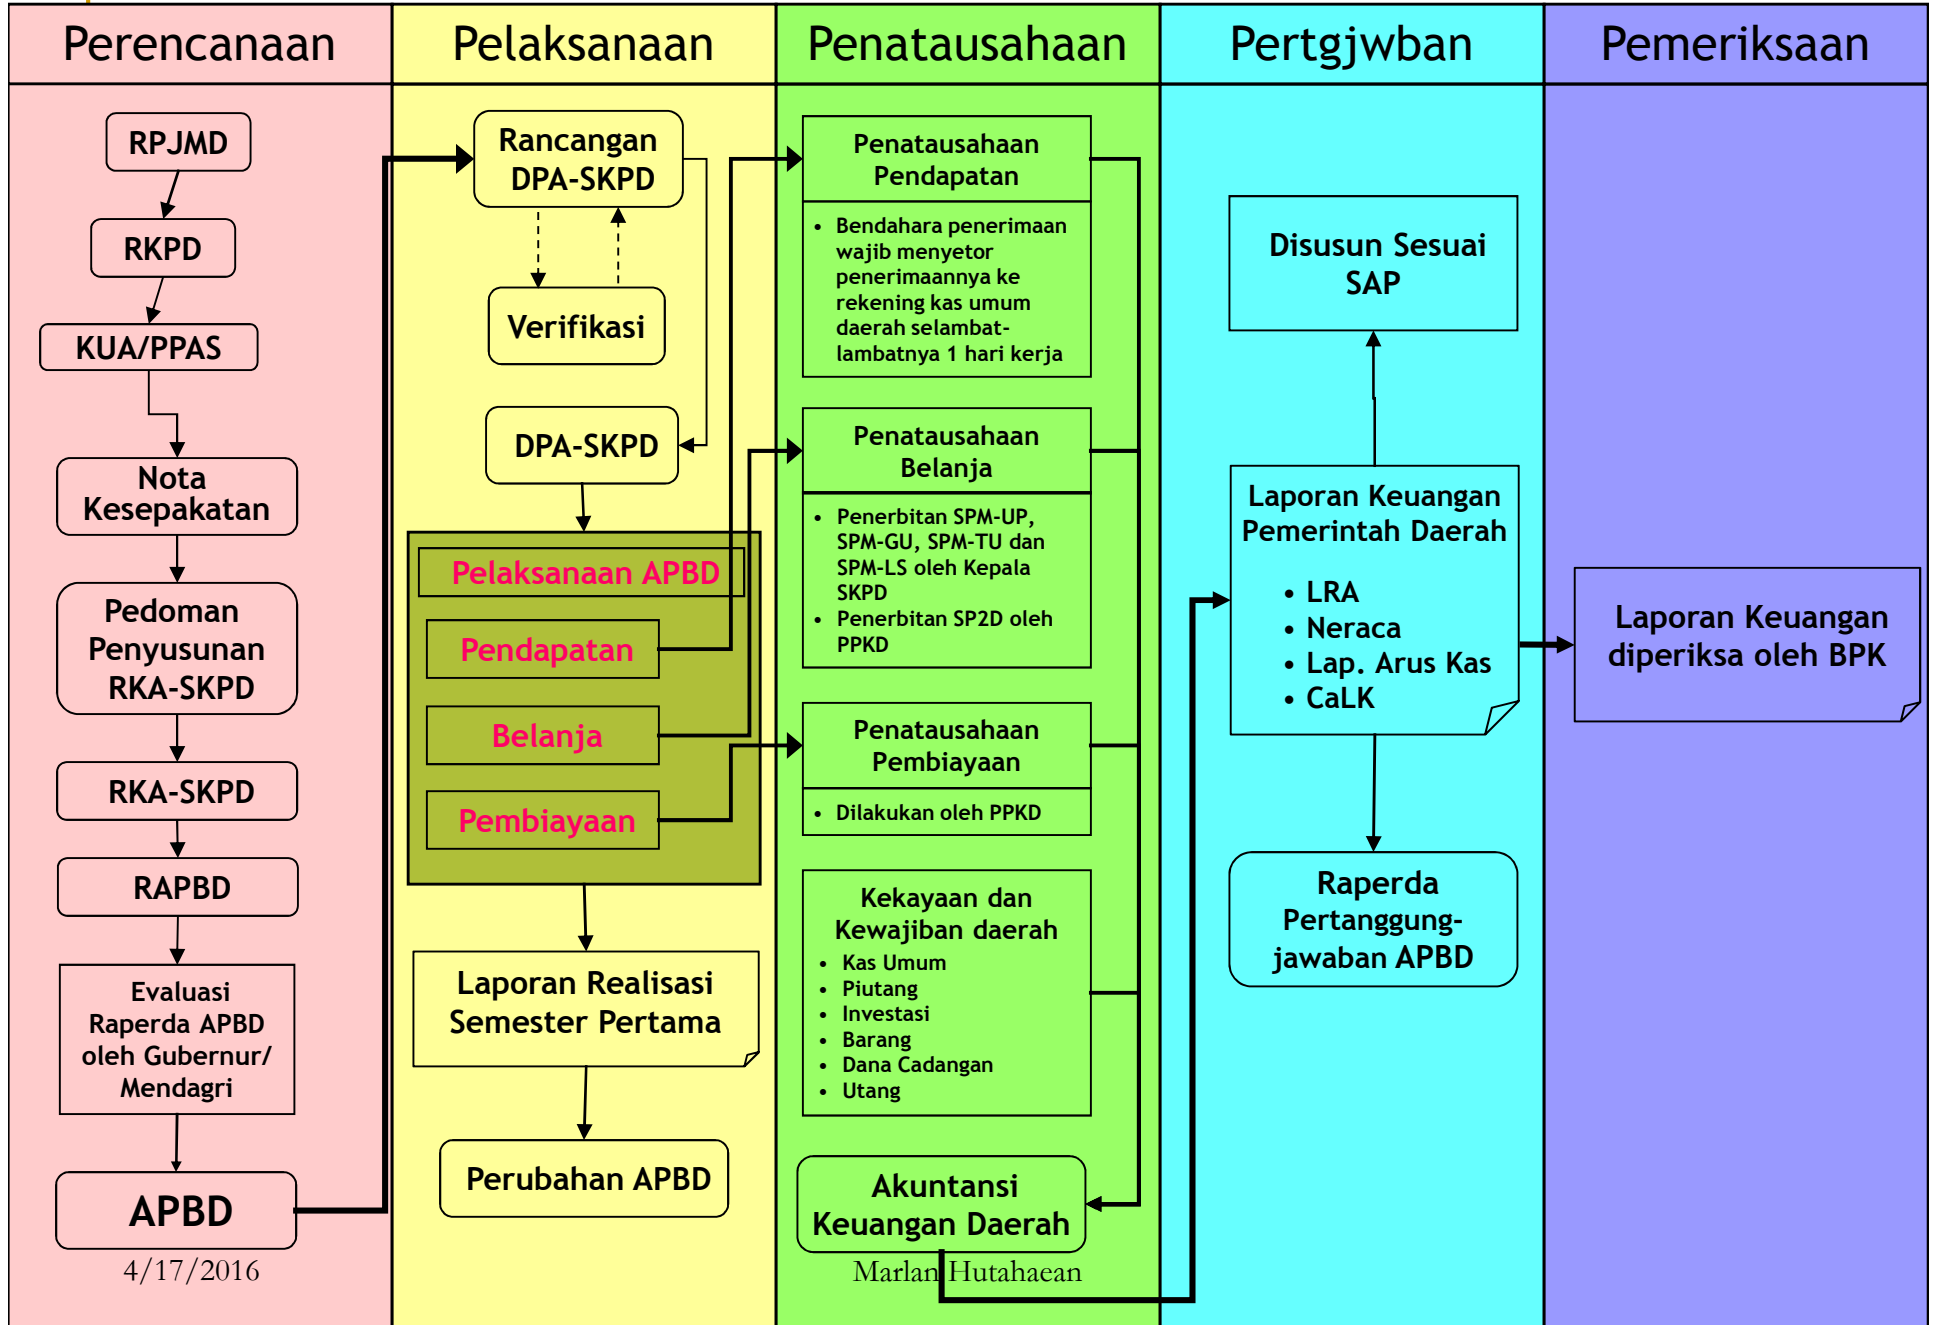 Perencanaan
RPJMD
RKPD
KUA/PPAS
Nota
Kesepakatan
Pedoman
Penyusunan
RKA-SKPD
RKA-SKPD
RAPBD
Evaluasi
Raperda APBD
oleh Gubernur/
Mendagri
APBD
4/17/2016
Pelaksanaan
Rancangan
DPA-SKPD
Verifikasi
DPA-SKPD
Pelaksanaan APBD
Pendapatan
Belanja
Pembiayaan
Laporan Realisasi
Semester Pertama
Perubahan APBD
Penatausahaan
Penatausahaan
Pendapatan
• Bendahara penerimaan
wajib menyetor
penerimaannya ke
rekening kas umum
daerah selambat-
lambatnya 1 hari kerja
Penatausahaan
Belanja
• Penerbitan SPM-UP,
SPM-GU, SPM-TU dan
SPM-LS oleh Kepala
SKPD
• Penerbitan SP2D oleh
PPKD
Penatausahaan
Pembiayaan
• Dilakukan oleh PPKD
Kekayaan dan
Kewajiban daerah
• Kas Umum
• Piutang
• Investasi
• Barang
• Dana Cadangan
• Utang
Akuntansi
Keuangan Daerah
Marlan Hutahaean
Pertgjwban
Disusun Sesuai
SAP
Laporan Keuangan
Pemerintah Daerah
• LRA
• Neraca
• Lap. Arus Kas
• CaLK
Raperda
Pertanggung-
jawaban APBD
Pemeriksaan
Laporan Keuangan
diperiksa oleh BPK